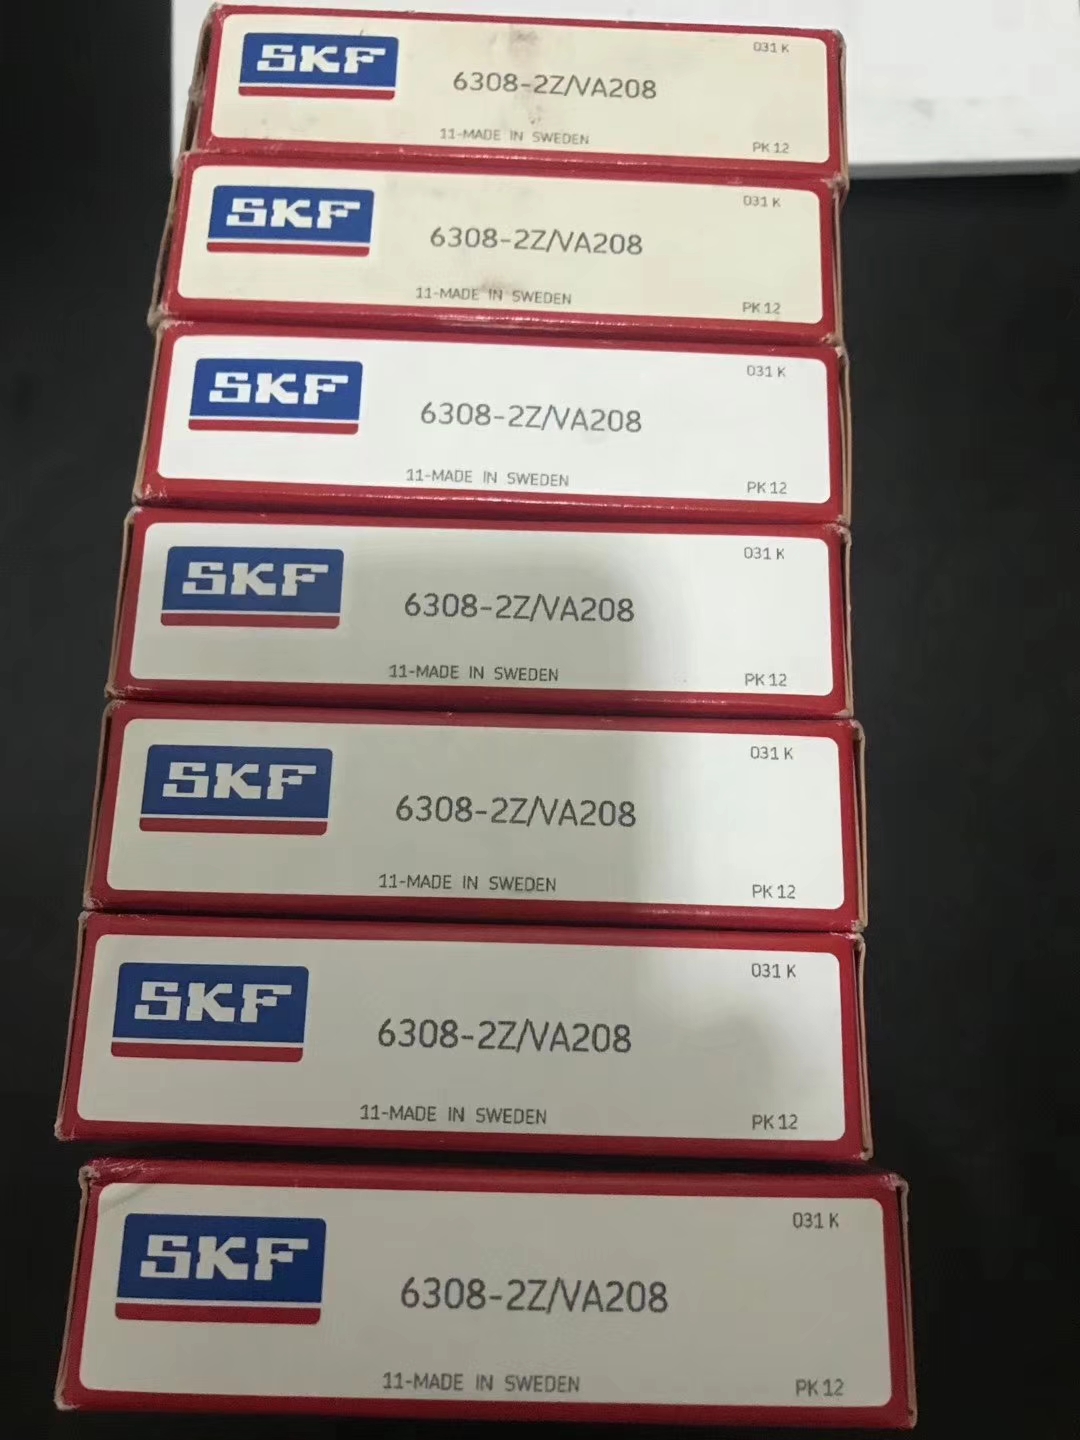 SKF
031 K
6308-2Z/VA208
11-MADE IN SWEDEN
PK 12
SKF
031 K
6308-2Z/VA208
11-MADE IN SWEDEN
PK 12
SKF
031 K
6308-2Z/VA208
11-MADE IN SWEDEN
PK 12
SKF
031 K
6308-2Z/VA208
11-MADE IN SWEDEN
PK 12
SKF
031 K
6308-2Z/VA208
11-MADE IN SWEDEN
PK 12
SKF
031 K
6308-2Z/VA208
11-MADE IN SWEDEN
PK 12
SKF
031 K
6308-2Z/VA208
11-MADE IN SWEDEN
PK 12